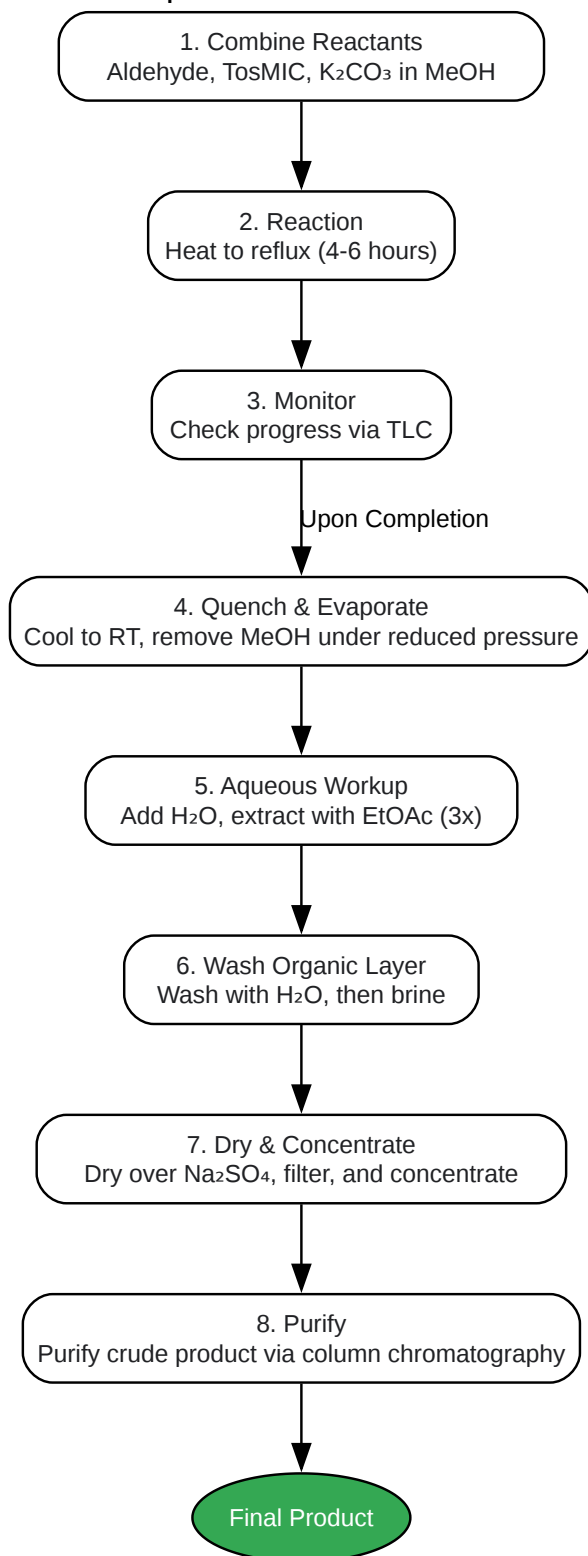 1. Combine Reactants
Aldehyde, TosMIC, K₂CO₃ in MeOH
2. Reaction
Heat to reflux (4-6 hours)
3. Monitor
Check progress via TLC
Upon Completion
4. Quench & Evaporate
Cool to RT, remove MeOH under reduced pressure
5. Aqueous Workup
Add H₂O, extract with EtOAc (3x)
6. Wash Organic Layer
Wash with H₂O, then brine
7. Dry & Concentrate
Dry over Na₂SO₄, filter, and concentrate
8. Purify
Purify crude product via column chromatography
Final Product